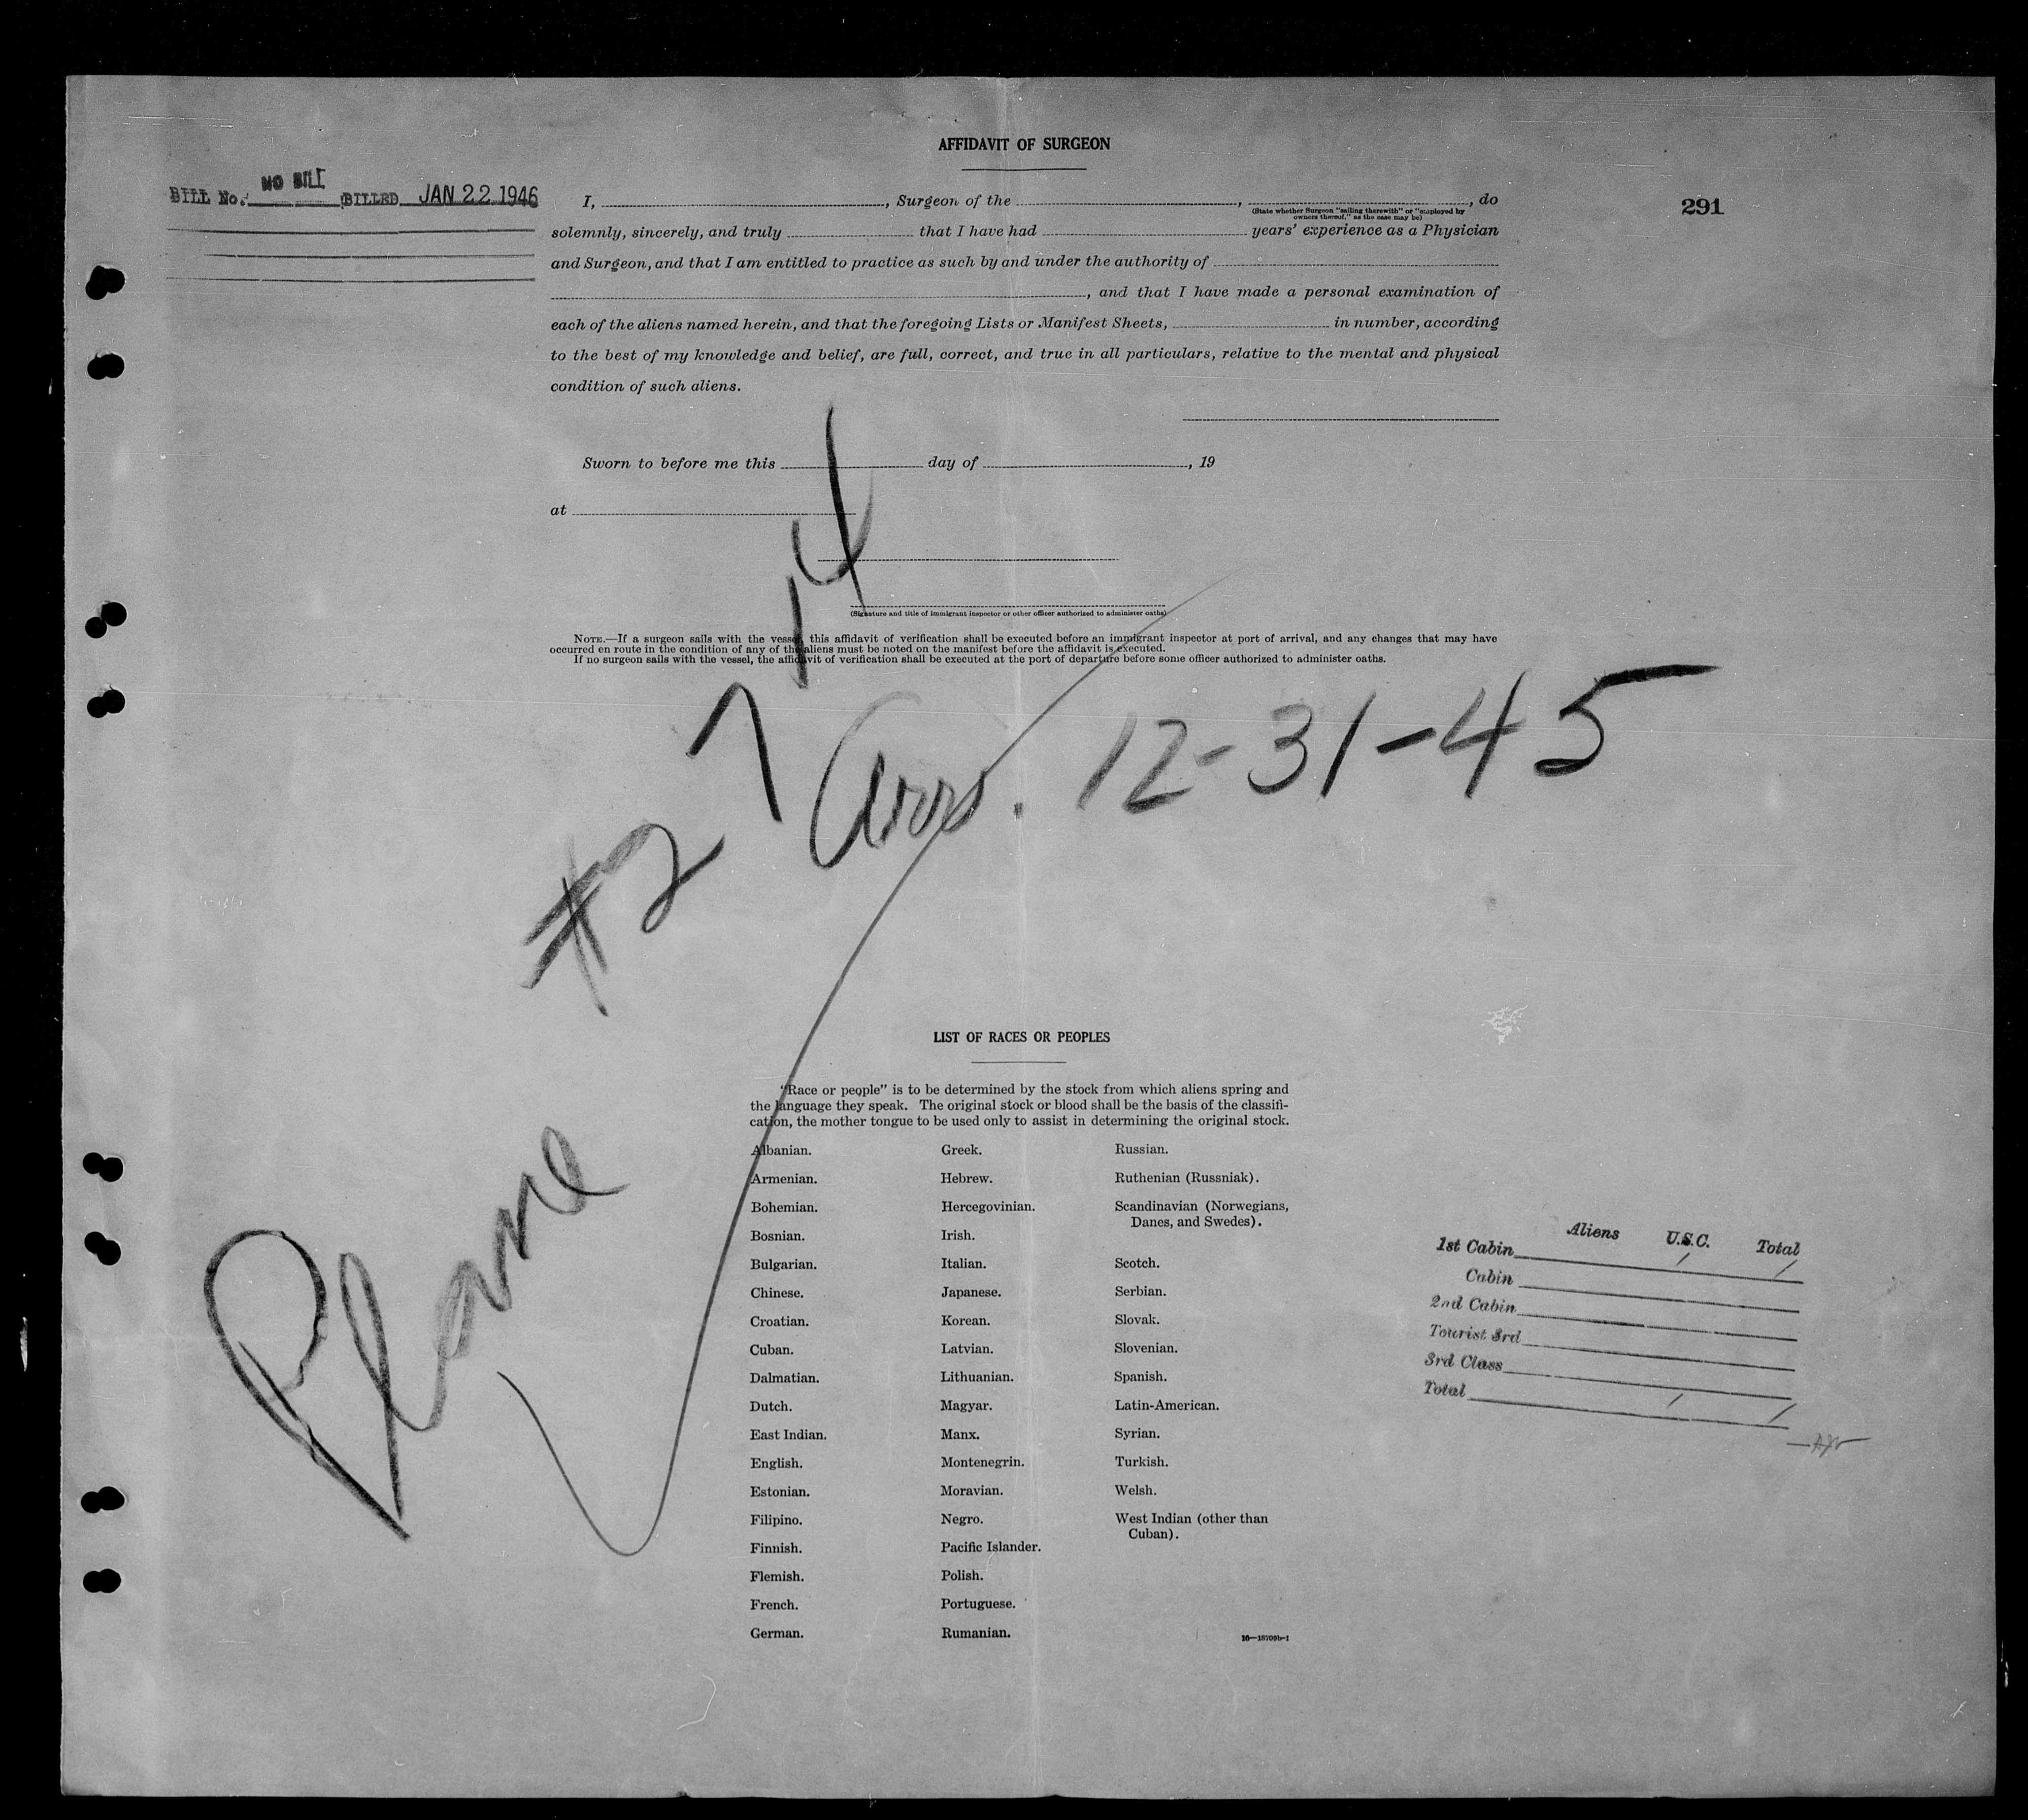 AFFIDAVIT OF SURGEON
BILL No. NO BILL BILLED JAN 22 1946
291
I, , Surgeon of the , , do
(State whether Surgeon "sailing therewith" or "employed by
owners thereof," as the case may be)
solemnly, sincerely, and truly that I have had years' experience as a Physician
and Surgeon, and that I am entitled to practice as such by and under the authority of
, and that I have made a personal examination of
each of the aliens named herein, and that the foregoing Lists or Manifest Sheets, in number, according
to the best of my knowledge and belief, are full, correct, and true in all particulars, relative to the mental and physical
condition of such aliens.
Sworn to before me this day of , 19
at
(Signature and title of immigrant inspector or other officer authorized to administer oaths)
NOTE.—If a surgeon sails with the vessel, this affidavit of verification shall be executed before an immigrant inspector at port of arrival, and any changes that may have
occurred en route in the condition of any of the aliens must be noted on the manifest before the affidavit is executed.
If no surgeon sails with the vessel, the affidavit of verification shall be executed at the port of departure before some officer authorized to administer oaths.
Plane #2714
Arrs. 12-31-45
LIST OF RACES OR PEOPLES
"Race or people" is to be determined by the stock from which aliens spring and
the language they speak. The original stock or blood shall be the basis of the classifi-
cation, the mother tongue to be used only to assist in determining the original stock.
Albanian.
Armenian.
Bohemian.
Bosnian.
Bulgarian.
Chinese.
Croatian.
Cuban.
Dalmatian.
Dutch.
East Indian.
English.
Estonian.
Filipino.
Finnish.
Flemish.
French.
German.
Greek.
Hebrew.
Hercegovinian.
Irish.
Italian.
Japanese.
Korean.
Latvian.
Lithuanian.
Magyar.
Manx.
Montenegrin.
Moravian.
Negro.
Pacific Islander.
Polish.
Portuguese.
Rumanian.
Russian.
Ruthenian (Russniak).
Scandinavian (Norwegians,
Danes, and Swedes).
Scotch.
Serbian.
Slovak.
Slovenian.
Spanish.
Latin-American.
Syrian.
Turkish.
Welsh.
West Indian (other than
Cuban).
16—18709b-1
Aliens U.S.C. Total
1st Cabin / /
Cabin
2nd Cabin
Tourist 3rd
3rd Class
Total / /